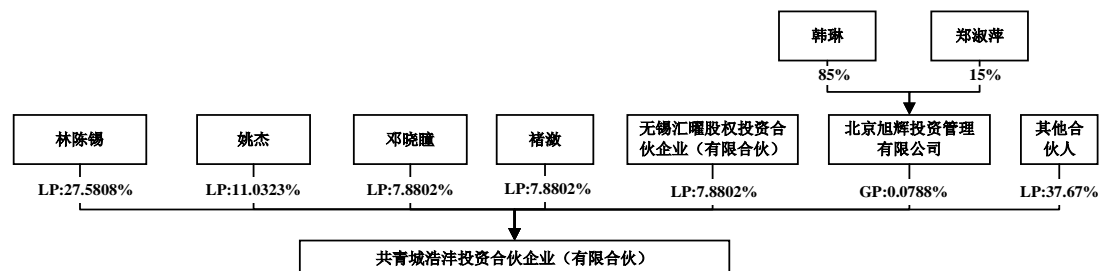 韩琳
郑淑萍
85%
15%
林陈锡
姚杰
邓晓瞳
褚潋
无锡汇曜股权投资合
伙企业（有限合伙）
北京旭辉投资管理
有限公司
其他合
伙人
LP:27.5808%
LP:11.0323%
LP:7.8802%
LP:7.8802%
LP:7.8802%
GP:0.0788%
LP:37.67%
共青城浩沣投资合伙企业（有限合伙）